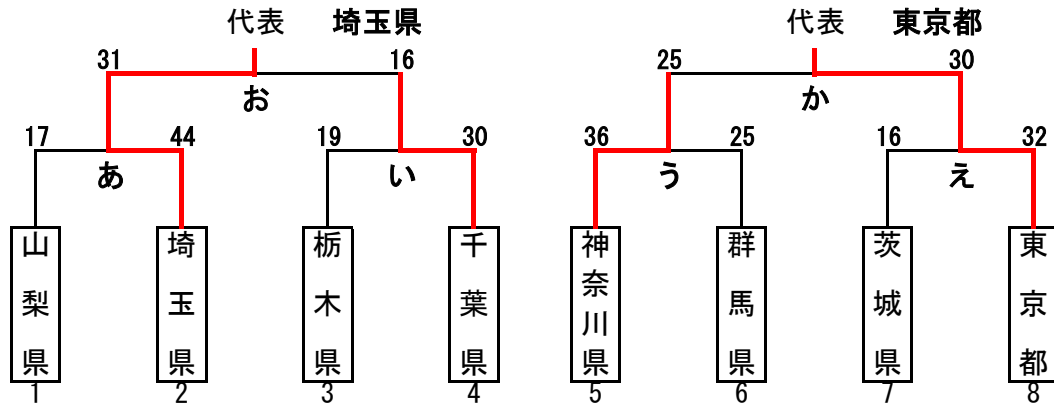 代表 埼玉県 代表 東京都
31 16 25 30
お か
17 44 19 30 36 25 16 32
あ い う え
山梨県 埼玉県 栃木県 千葉県 神奈川県 群馬県 茨城県 東京都
1 2 3 4 5 6 7 8